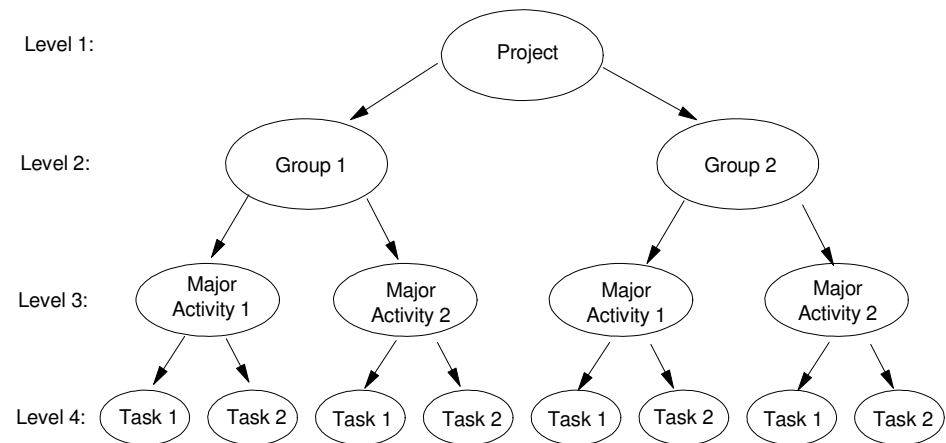 Level 1:
Project
Level 2:
Group 1
Group 2
Level 3:
Major
Activity 1
Major
Activity 2
Major
Activity 1
Major
Activity 2
Level 4:
Task 1
Task 2
Task 1
Task 2
Task 1
Task 2
Task 1
Task 2